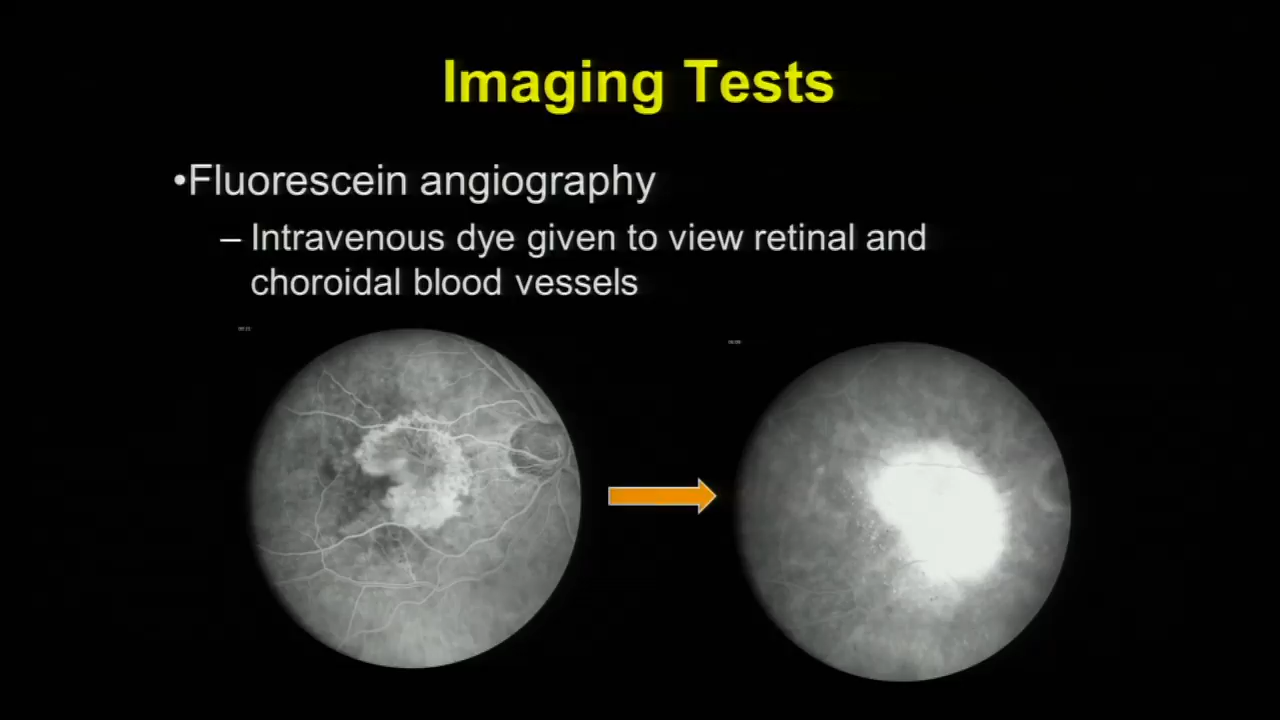 Imaging Tests
•Fluorescein angiography
– Intravenous dye given to view retinal and
choroidal blood vessels